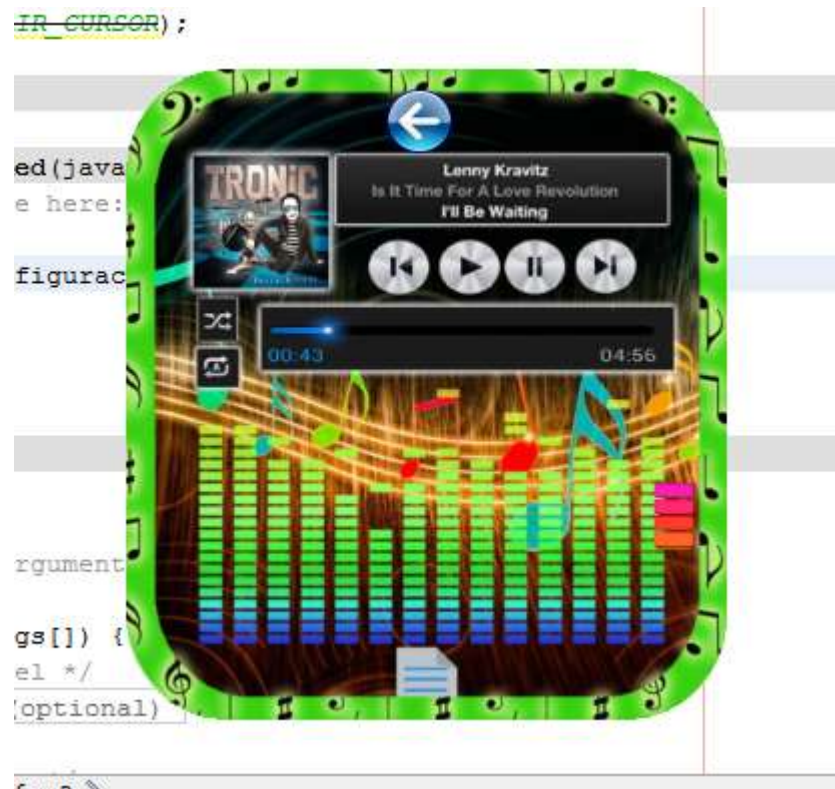 IR_CURSOR);
ed(java
e here:
figurac
TRONiC
Lenny Kravitz
Is It Time For A Love Revolution
I'll Be Waiting
00:43
04:56
rgument
gs[]) {
el */
(optional)